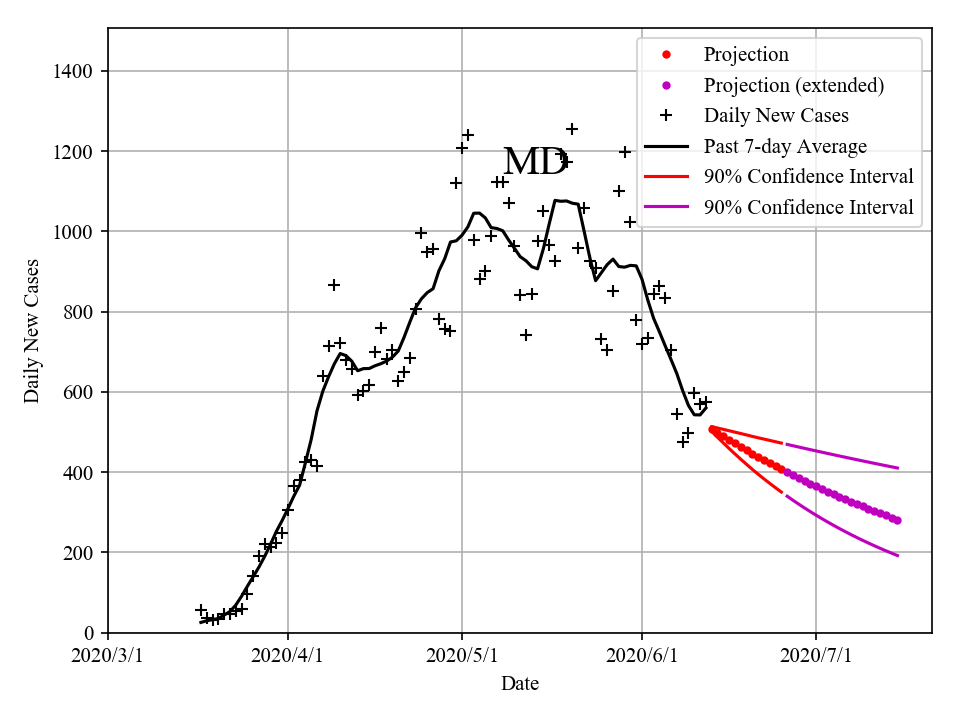 1400
1200
1000
800
600
400
200
0
Daily New Cases
MD
Projection
Projection (extended)
Daily New Cases
Past 7-day Average
90% Confidence Interval
90% Confidence Interval
2020/3/1 2020/4/1 2020/5/1 2020/6/1 2020/7/1
Date